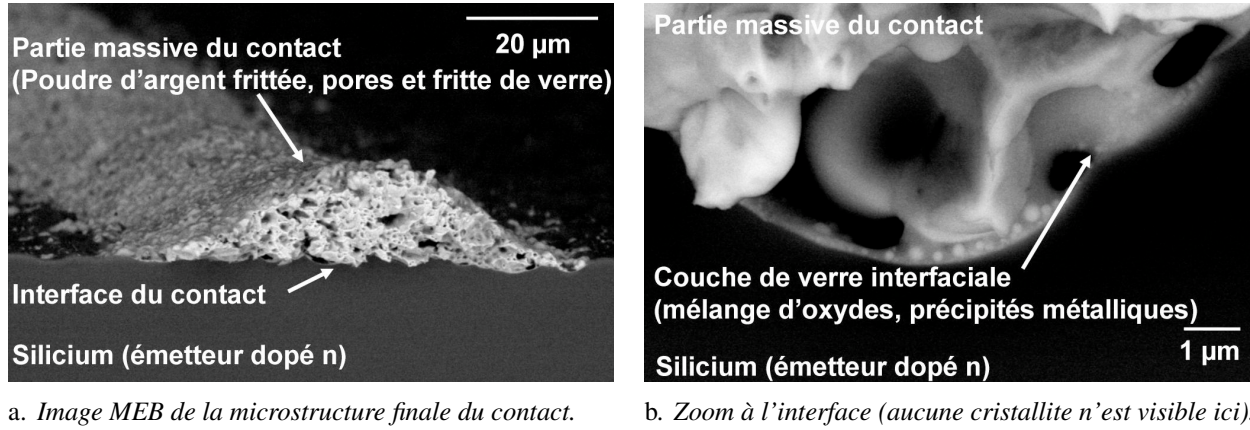 20 µm
Partie massive du contact
(Poudre d'argent frittée, pores et fritte de verre)
Interface du contact
Silicium (émetteur dopé n)
a. Image MEB de la microstructure finale du contact.
Partie massive du contact
Couche de verre interfaciale
(mélange d'oxydes, précipités métalliques)
1 µm
Silicium (émetteur dopé n)
b. Zoom à l'interface (aucune cristallite n'est visible ici).